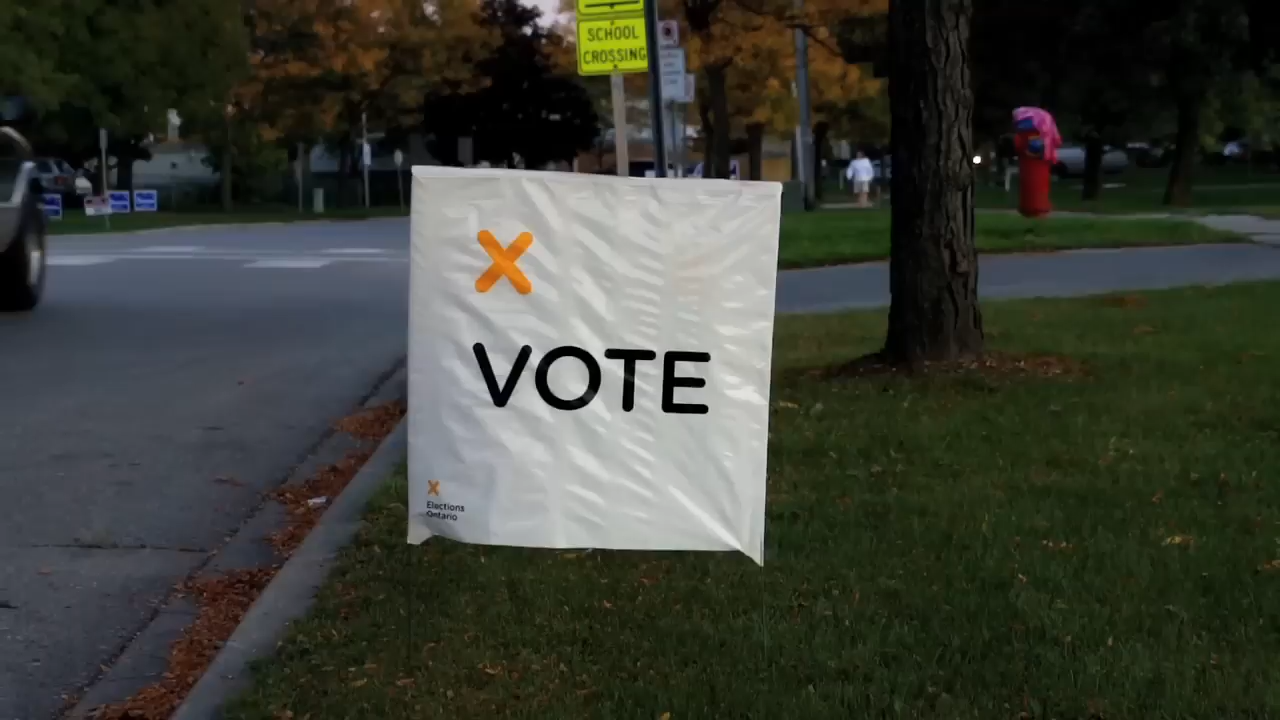 SCHOOL
CROSSING
X
VOTE
X
Elections
Ontario